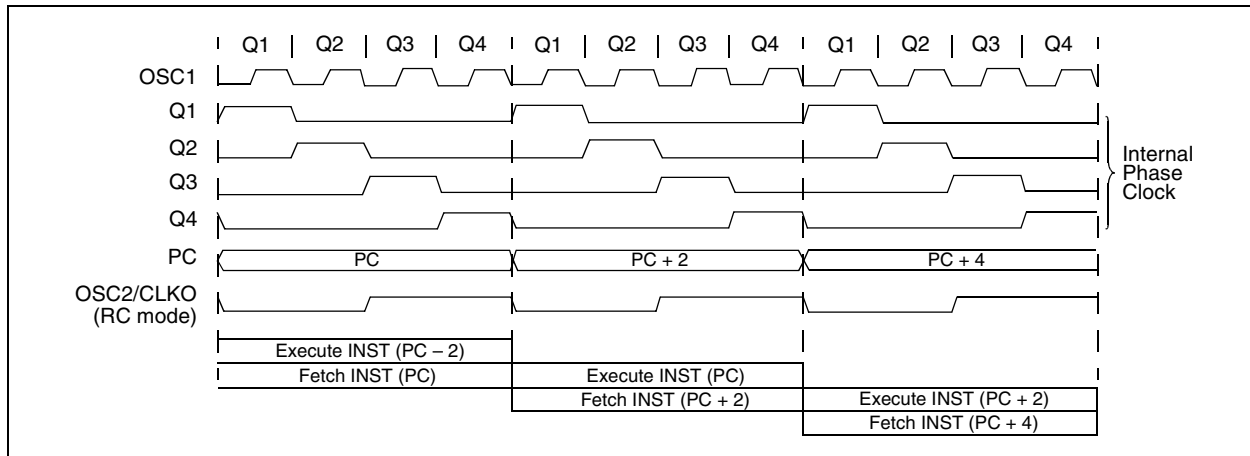 Q1 Q2 Q3 Q4 Q1 Q2 Q3 Q4 Q1 Q2 Q3 Q4
OSC1
Q1
Q2
Q3
Q4
Internal
Phase
Clock
PC PC PC + 2 PC + 4
OSC2/CLKO
(RC mode)
Execute INST (PC – 2)
Fetch INST (PC) Execute INST (PC)
Fetch INST (PC + 2) Execute INST (PC + 2)
Fetch INST (PC + 4)